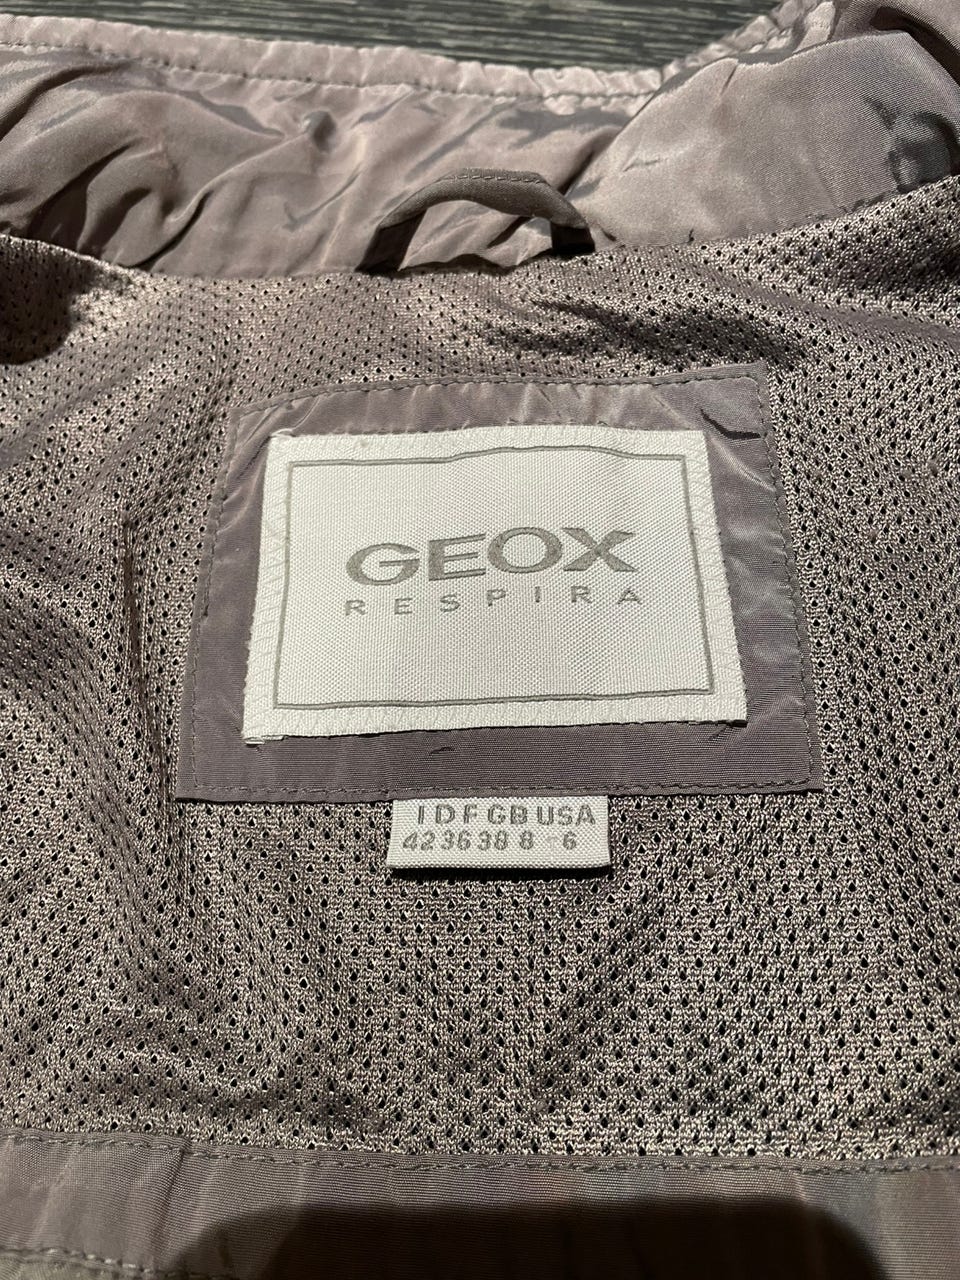 GEOX
RESPIRA
I D F GB USA
42 36 38 8 6